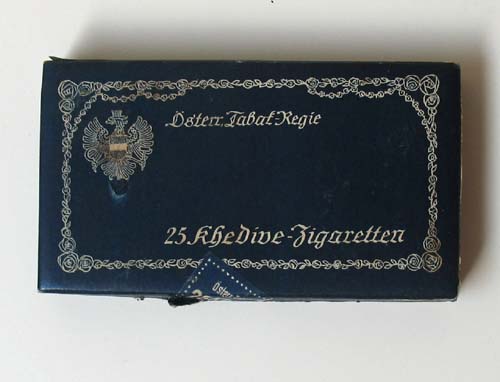 Österr. Tabak-Regie
25 Khedive-Zigaretten